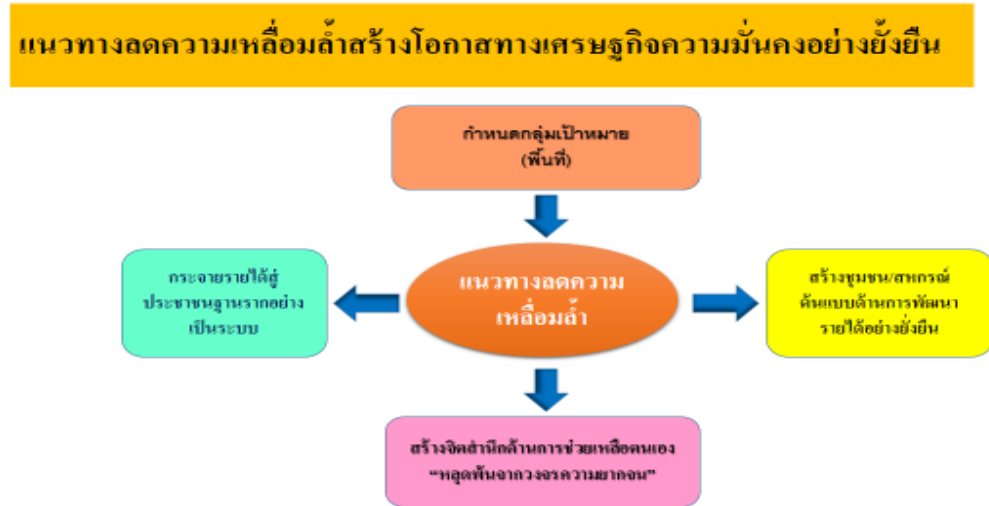 แนวทางลดความเหลื่อมล้ำสร้างโอกาสทางเศรษฐกิจความมั่นคงอย่างยั้งยืน
กำหนดกลุ่มเป้าหมาย
(พื้นที่)
กระจายรายได้สู่
ประชาชนฐานรากอย่าง
เป็นระบบ
แนวทางลดความ
เหลื่อมล้ำ
สร้างชุมชน/สหกรณ์
ต้นแบบด้านการพัฒนา
รายได้อย่างยั่งยืน
สร้างจิตสำนึกด้านการช่วยเหลือตนเอง
“หลุดพ้นจากวงจรความยากจน”